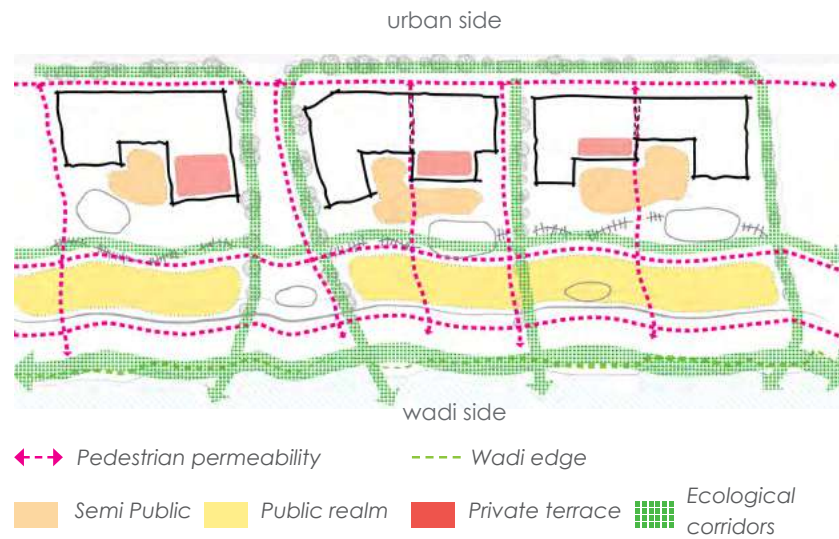 urban side
wadi side
Pedestrian permeability
Wadi edge
Semi Public
Public realm
Private terrace
Ecological
corridors